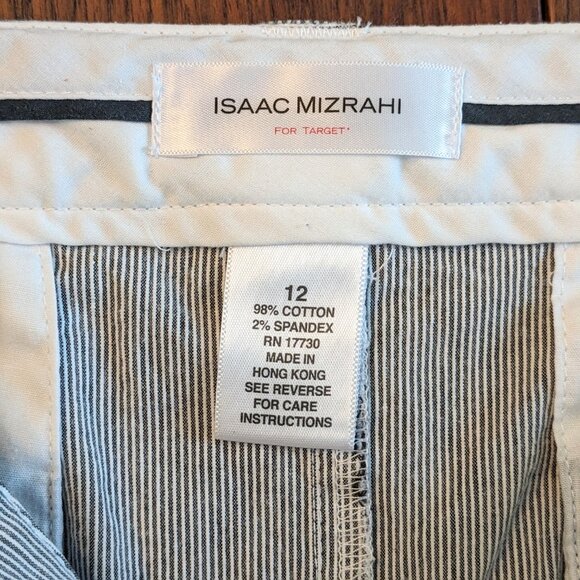 ISAAC MIZRAHI
FOR TARGET*
12
98% COTTON
2% SPANDEX
RN 17730
MADE IN
HONG KONG
SEE REVERSE
FOR CARE
INSTRUCTIONS